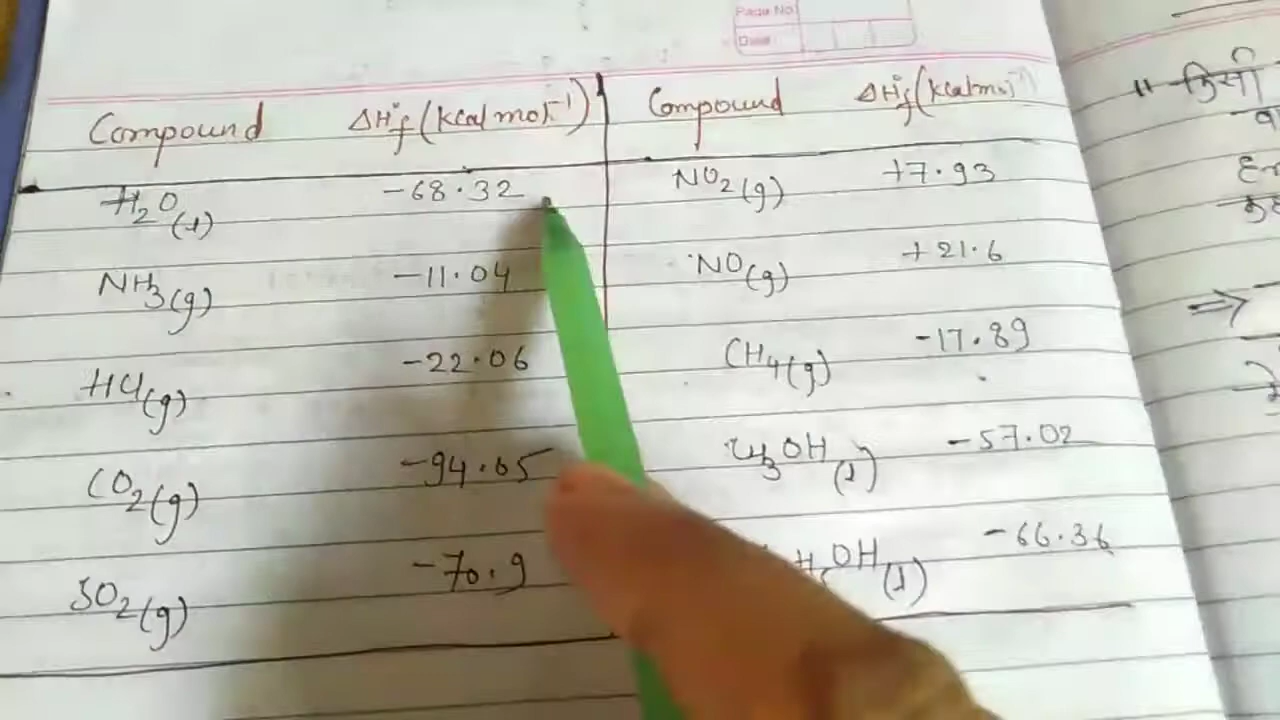 Page No.
Date
Compound ΔH°f (kcal mol⁻¹) Compound ΔH°f (kcal mol⁻¹)
H₂O(l) -68.32 NO₂(g) +7.93
NH₃(g) -11.04 NO(g) +21.6
HCl(g) -22.06 CH₄(g) -17.89
CO₂(g) -94.05 CH₃OH(l) -57.02
SO₂(g) -70.9 OH(l) -66.36
" किसी
⇒